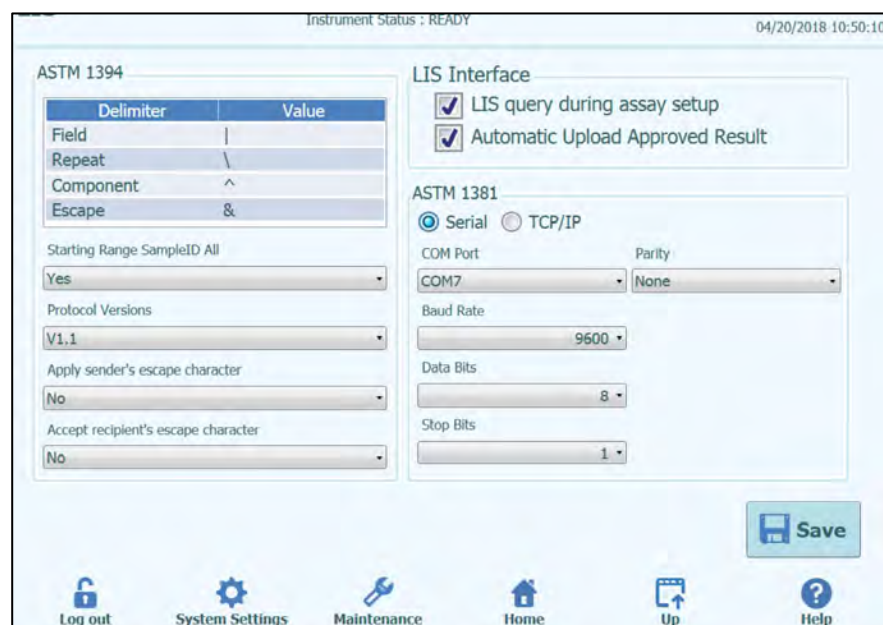 Instrument Status : READY
04/20/2018 10:50:10
ASTM 1394
Delimiter Value
Field |
Repeat \
Component ^
Escape &
Starting Range SampleID All
Yes
Protocol Versions
V1.1
Apply sender's escape character
No
Accept recipient's escape character
No
LIS Interface
LIS query during assay setup
Automatic Upload Approved Result
ASTM 1381
Serial TCP/IP
COM Port Parity
COM7 None
Baud Rate
9600
Data Bits
8
Stop Bits
1
Save
Log out System Settings Maintenance Home Up Help